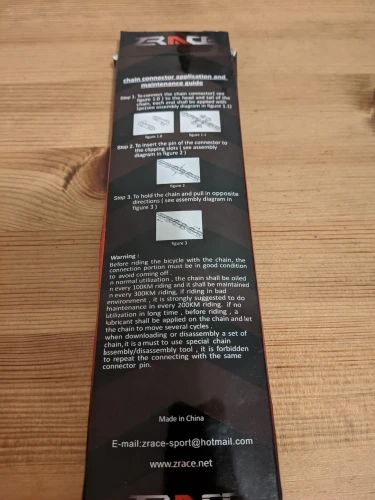 ZRACE
chain connector application and
maintenance guide
Step 1. To connect the chain connector( see
figure 1.0 ) to the head and tail of the
chain, each end shall be applied with
1pc(see assembly diagram in figure 1.1)
figure 1.0 figure 1.1
Step 2. To insert the pin of the connector to
the clipping slots ( see assembly
diagram in figure 2 )
figure 2
Step 3. To hold the chain and pull in opposite
directions ( see assembly diagram in
figure 3 )
figure 3
Warning :
Before riding the bicycle with the chain, the
connection portion must be in good condition
to avoid coming off.
n normal utilization , the chain shall be oiled
n every 100KM riding and it shall be maintained
n every 300KM riding, if riding in bad
environment , it is strongly suggested to do
maintenance in every 200KM riding. if no
utilization in long time , before riding , a
lubricant shall be applied on the chain and let
the chain to move several cycles .
when downloading or disassembly a set of
chain,it is a must to use special chain
assembly/disassembly tool , it is forbidden
to repeat the connecting with the same
connector pin.
Made in China
E-mail:zrace-sport@hotmail.com
www.zrace.net